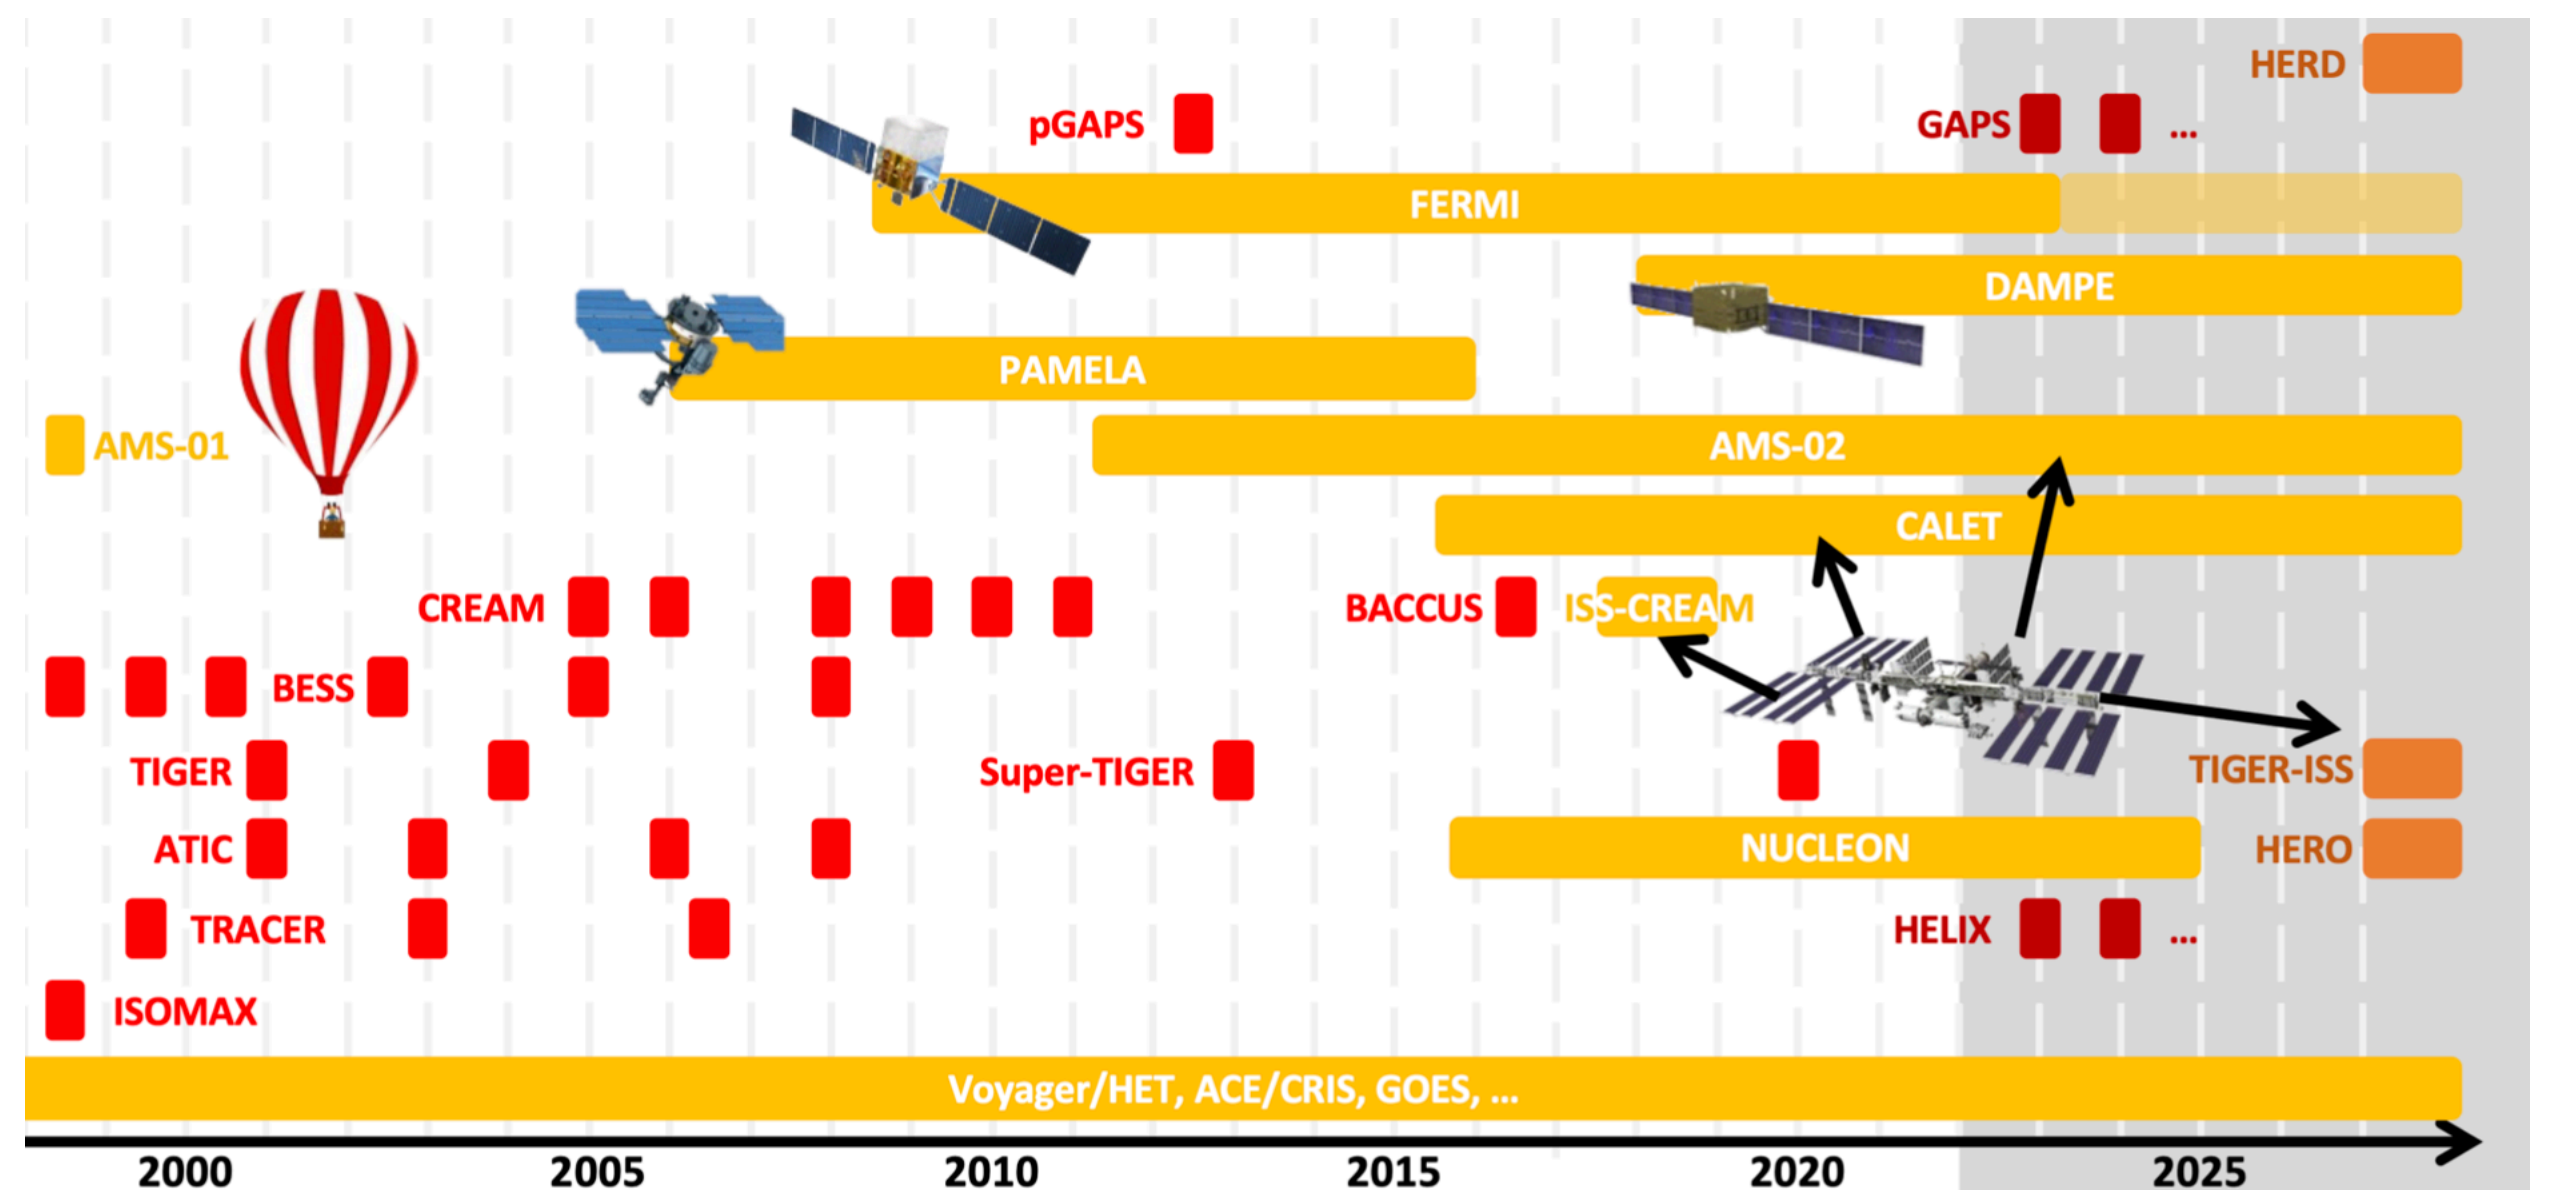 HERD
pGAPS
GAPS
...
FERMI
DAMPE
PAMELA
AMS-01
AMS-02
CALET
CREAM
BACCUS
ISS-CREAM
BESS
TIGER
Super-TIGER
TIGER-ISS
ATIC
NUCLEON
HERO
TRACER
HELIX
...
ISOMAX
Voyager/HET, ACE/CRIS, GOES, ...
2000 2005 2010 2015 2020 2025